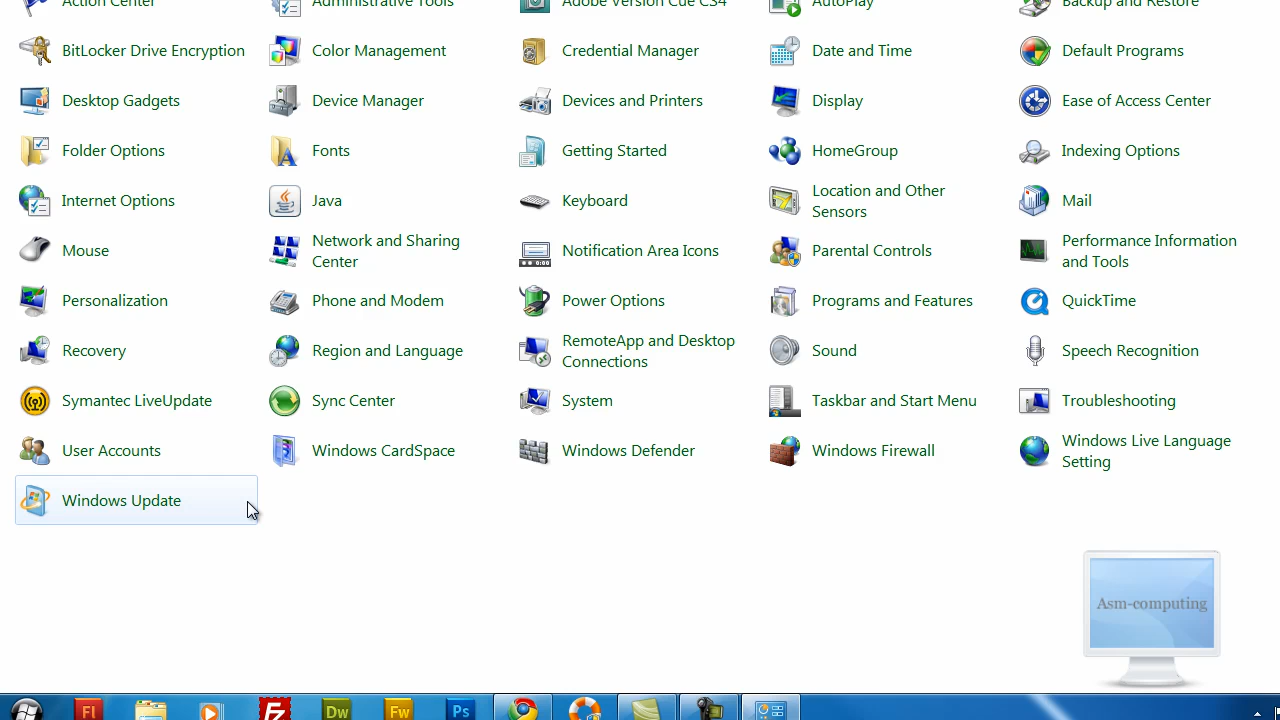 Action Center
Administrative Tools
Adobe Version Cue CS4
AutoPlay
Backup and Restore
BitLocker Drive Encryption
Color Management
Credential Manager
Date and Time
Default Programs
Desktop Gadgets
Device Manager
Devices and Printers
Display
Ease of Access Center
Folder Options
Fonts
Getting Started
HomeGroup
Indexing Options
Internet Options
Java
Keyboard
Location and Other
Sensors
Mail
Mouse
Network and Sharing
Center
Notification Area Icons
Parental Controls
Performance Information
and Tools
Personalization
Phone and Modem
Power Options
Programs and Features
QuickTime
Recovery
Region and Language
RemoteApp and Desktop
Connections
Sound
Speech Recognition
Symantec LiveUpdate
Sync Center
System
Taskbar and Start Menu
Troubleshooting
User Accounts
Windows CardSpace
Windows Defender
Windows Firewall
Windows Live Language
Setting
Windows Update
Asm-computing
Fl
Fz
Dw
Fw
Ps